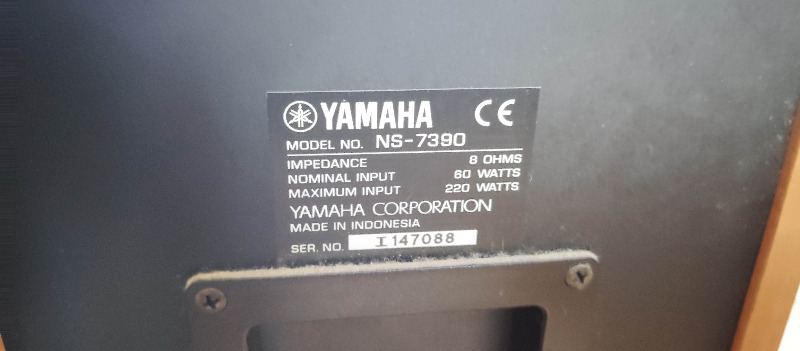 YAMAHA CE
MODEL NO. NS-7390
IMPEDANCE 8 OHMS
NOMINAL INPUT 60 WATTS
MAXIMUM INPUT 220 WATTS
YAMAHA CORPORATION
MADE IN INDONESIA
SER. NO. I 147088